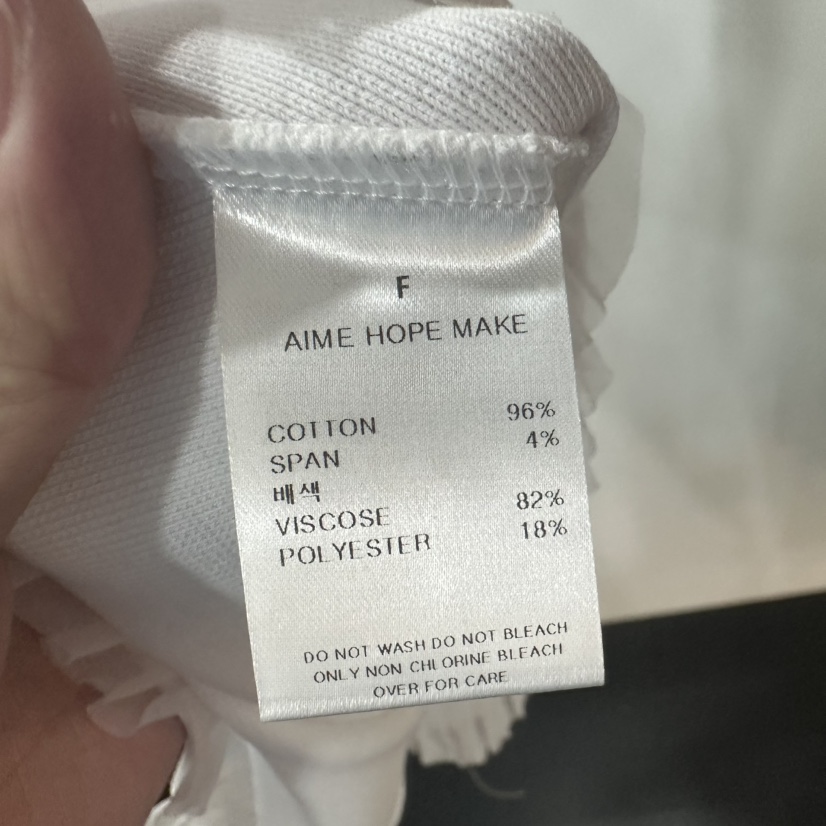 F
AIME HOPE MAKE
COTTON 96%
SPAN 4%
배색
VISCOSE 82%
POLYESTER 18%
DO NOT WASH DO NOT BLEACH
ONLY NON CHLORINE BLEACH
OVER FOR CARE